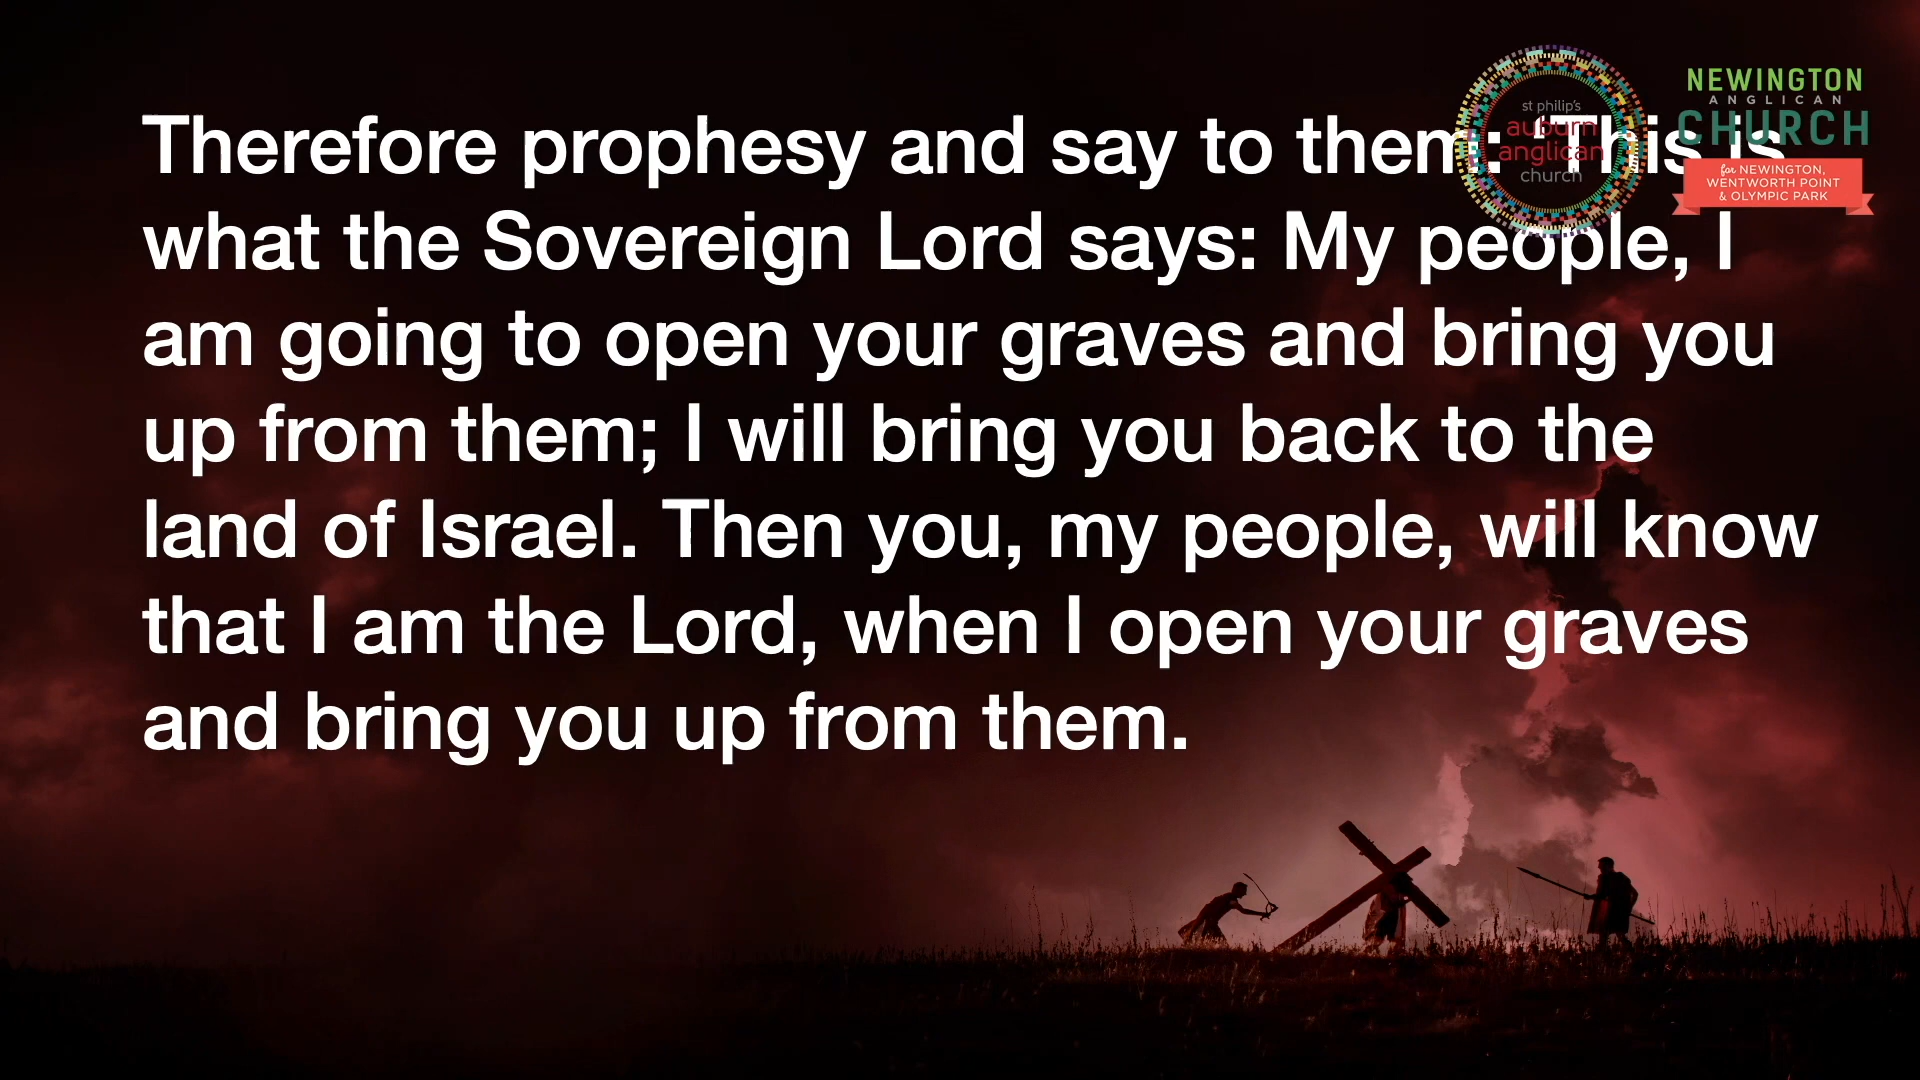 Therefore prophesy and say to them: ‘This is
what the Sovereign Lord says: My people, I
am going to open your graves and bring you
up from them; I will bring you back to the
land of Israel. Then you, my people, will know
that I am the Lord, when I open your graves
and bring you up from them.
st philip's
auburn
anglican
church
NEWINGTON
ANGLICAN
CHURCH
for NEWINGTON,
WENTWORTH POINT
& OLYMPIC PARK